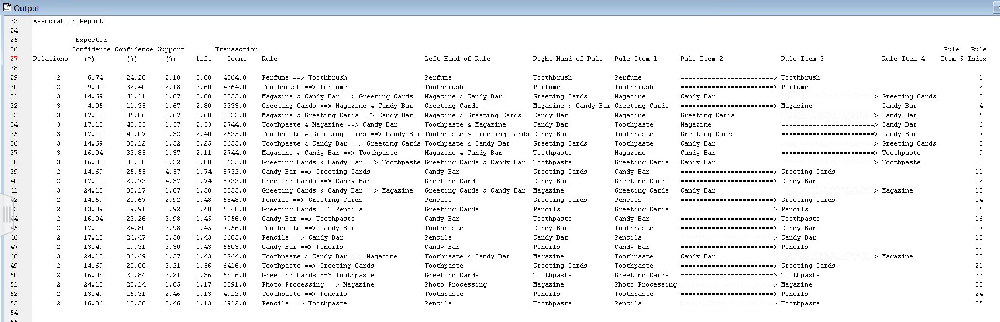 Output
23 Association Report
24
25 Expected
26 Confidence Confidence Support Transaction Rule Rule
27 Relations (%) (%) (%) Lift Count Rule Left Hand of Rule Right Hand of Rule Rule Item 1 Rule Item 2 Rule Item 3 Rule Item 4 Item 5 Index
28
29 2 6.74 24.26 2.18 3.60 4364.0 Perfume ==> Toothbrush Perfume Toothbrush Perfume ========================> Toothbrush 1
30 2 9.00 32.40 2.18 3.60 4364.0 Toothbrush ==> Perfume Toothbrush Perfume Toothbrush ========================> Perfume 2
31 3 14.69 41.11 1.67 2.80 3333.0 Magazine & Candy Bar ==> Greeting Cards Magazine & Candy Bar Greeting Cards Magazine Candy Bar ========================> Greeting Cards 3
32 3 4.05 11.35 1.67 2.80 3333.0 Greeting Cards ==> Magazine & Candy Bar Greeting Cards Magazine & Candy Bar Greeting Cards ========================> Magazine Candy Bar 4
33 3 17.10 45.86 1.67 2.68 3333.0 Magazine & Greeting Cards ==> Candy Bar Magazine & Greeting Cards Candy Bar Magazine Greeting Cards ========================> Candy Bar 5
34 3 17.10 43.33 1.37 2.53 2744.0 Toothpaste & Magazine ==> Candy Bar Toothpaste & Magazine Candy Bar Toothpaste Magazine ========================> Candy Bar 6
35 3 17.10 41.07 1.32 2.40 2635.0 Toothpaste & Greeting Cards ==> Candy Bar Toothpaste & Greeting Cards Candy Bar Toothpaste Greeting Cards ========================> Candy Bar 7
36 3 14.69 33.12 1.32 2.25 2635.0 Toothpaste & Candy Bar ==> Greeting Cards Toothpaste & Candy Bar Greeting Cards Toothpaste Candy Bar ========================> Greeting Cards 8
37 3 16.04 33.85 1.37 2.11 2744.0 Magazine & Candy Bar ==> Toothpaste Magazine & Candy Bar Toothpaste Magazine Candy Bar ========================> Toothpaste 9
38 3 16.04 30.18 1.32 1.88 2635.0 Greeting Cards & Candy Bar ==> Toothpaste Greeting Cards & Candy Bar Toothpaste Greeting Cards Candy Bar ========================> Toothpaste 10
39 2 14.69 25.53 4.37 1.74 8732.0 Candy Bar ==> Greeting Cards Candy Bar Greeting Cards Candy Bar ========================> Greeting Cards 11
40 2 17.10 29.72 4.37 1.74 8732.0 Greeting Cards ==> Candy Bar Greeting Cards Candy Bar Greeting Cards ========================> Candy Bar 12
41 3 24.13 38.17 1.67 1.58 3333.0 Greeting Cards & Candy Bar ==> Magazine Greeting Cards & Candy Bar Magazine Greeting Cards Candy Bar ========================> Magazine 13
42 2 14.69 21.67 2.92 1.48 5848.0 Pencils ==> Greeting Cards Pencils Greeting Cards Pencils ========================> Greeting Cards 14
43 2 13.49 19.91 2.92 1.48 5848.0 Greeting Cards ==> Pencils Greeting Cards Pencils Greeting Cards ========================> Pencils 15
44 2 16.04 23.26 3.98 1.45 7956.0 Candy Bar ==> Toothpaste Candy Bar Toothpaste Candy Bar ========================> Toothpaste 16
45 2 17.10 24.80 3.98 1.45 7956.0 Toothpaste ==> Candy Bar Toothpaste Candy Bar Toothpaste ========================> Candy Bar 17
46 2 17.10 24.47 3.30 1.43 6603.0 Pencils ==> Candy Bar Pencils Candy Bar Pencils ========================> Candy Bar 18
47 2 13.49 19.31 3.30 1.43 6603.0 Candy Bar ==> Pencils Candy Bar Pencils Candy Bar ========================> Pencils 19
48 3 24.13 34.49 1.37 1.43 2744.0 Toothpaste & Candy Bar ==> Magazine Toothpaste & Candy Bar Magazine Toothpaste Candy Bar ========================> Magazine 20
49 2 14.69 20.00 3.21 1.36 6416.0 Toothpaste ==> Greeting Cards Toothpaste Greeting Cards Toothpaste ========================> Greeting Cards 21
50 2 16.04 21.84 3.21 1.36 6416.0 Greeting Cards ==> Toothpaste Greeting Cards Toothpaste Greeting Cards ========================> Toothpaste 22
51 2 24.13 28.14 1.65 1.17 3291.0 Photo Processing ==> Magazine Photo Processing Magazine Photo Processing ========================> Magazine 23
52 2 13.49 15.31 2.46 1.13 4912.0 Toothpaste ==> Pencils Toothpaste Pencils Toothpaste ========================> Pencils 24
53 2 16.04 18.20 2.46 1.13 4912.0 Pencils ==> Toothpaste Pencils Toothpaste Pencils ========================> Toothpaste 25
54